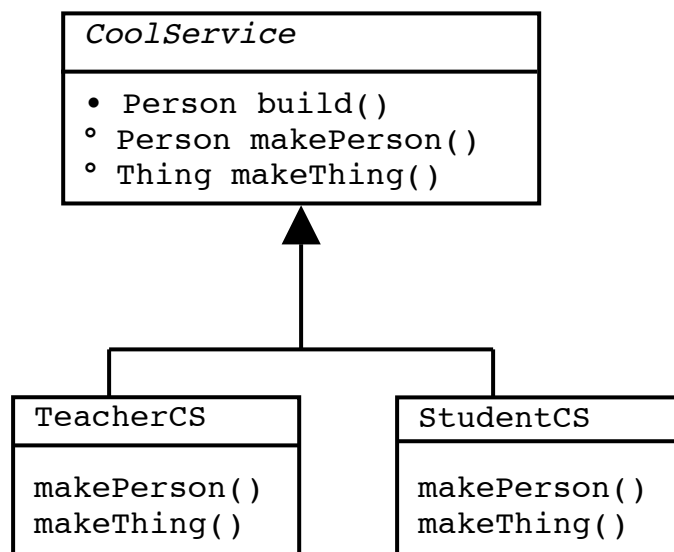 CoolService
• Person build()
° Person makePerson()
° Thing makeThing()
TeacherCS
makePerson()
makeThing()
StudentCS
makePerson()
makeThing()